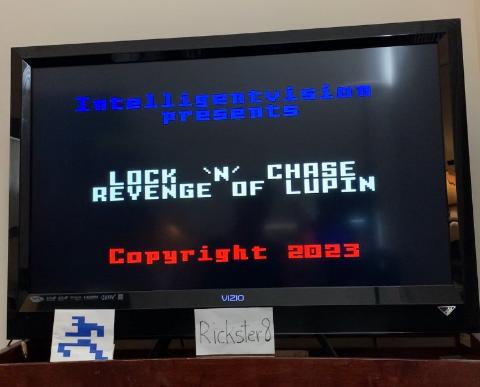 Intelligentvision
presents
LOCK 'N' CHASE
REVENGE OF LUPIN
Copyright 2023
VIZIO
Rickster8